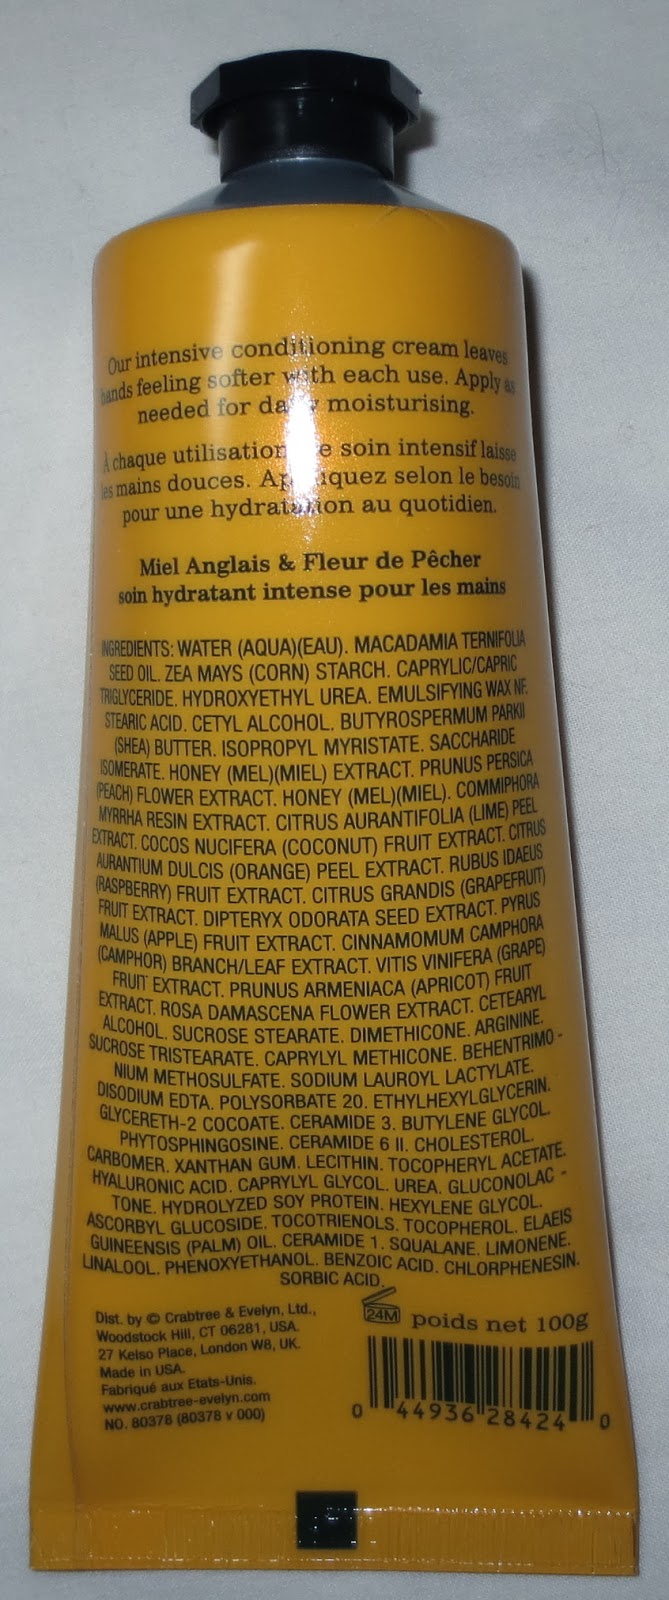 Our intensive conditioning cream leaves
hands feeling softer with each use. Apply as
needed for daily moisturising.
À chaque utilisation ce soin intensif laisse
les mains douces. Appliquez selon le besoin
pour une hydratation au quotidien.
Miel Anglais & Fleur de Pêcher
soin hydratant intense pour les mains
INGREDIENTS: WATER (AQUA)(EAU). MACADAMIA TERNIFOLIA
SEED OIL. ZEA MAYS (CORN) STARCH. CAPRYLIC/CAPRIC
TRIGLYCERIDE. HYDROXYETHYL UREA. EMULSIFYING WAX NF.
STEARIC ACID. CETYL ALCOHOL. BUTYROSPERMUM PARKII
(SHEA) BUTTER. ISOPROPYL MYRISTATE. SACCHARIDE
ISOMERATE. HONEY (MEL)(MIEL) EXTRACT. PRUNUS PERSICA
(PEACH) FLOWER EXTRACT. HONEY (MEL)(MIEL). COMMIPHORA
MYRRHA RESIN EXTRACT. CITRUS AURANTIFOLIA (LIME) PEEL
EXTRACT. COCOS NUCIFERA (COCONUT) FRUIT EXTRACT. CITRUS
AURANTIUM DULCIS (ORANGE) PEEL EXTRACT. RUBUS IDAEUS
(RASPBERRY) FRUIT EXTRACT. CITRUS GRANDIS (GRAPEFRUIT)
FRUIT EXTRACT. DIPTERYX ODORATA SEED EXTRACT. PYRUS
MALUS (APPLE) FRUIT EXTRACT. CINNAMOMUM CAMPHORA
(CAMPHOR) BRANCH/LEAF EXTRACT. VITIS VINIFERA (GRAPE)
FRUIT EXTRACT. PRUNUS ARMENIACA (APRICOT) FRUIT
EXTRACT. ROSA DAMASCENA FLOWER EXTRACT. CETEARYL
ALCOHOL. SUCROSE STEARATE. DIMETHICONE. ARGININE.
SUCROSE TRISTEARATE. CAPRYLYL METHICONE. BEHENTRIMO-
NIUM METHOSULFATE. SODIUM LAUROYL LACTYLATE.
DISODIUM EDTA. POLYSORBATE 20. ETHYLHEXYLGLYCERIN.
GLYCERETH-2 COCOATE. CERAMIDE 3. BUTYLENE GLYCOL.
PHYTOSPHINGOSINE. CERAMIDE 6 II. CHOLESTEROL.
CARBOMER. XANTHAN GUM. LECITHIN. TOCOPHERYL ACETATE.
HYALURONIC ACID. CAPRYLYL GLYCOL. UREA. GLUCONOLAC-
TONE. HYDROLYZED SOY PROTEIN. HEXYLENE GLYCOL.
ASCORBYL GLUCOSIDE. TOCOTRIENOLS. TOCOPHEROL. ELAEIS
GUINEENSIS (PALM) OIL. CERAMIDE 1. SQUALANE. LIMONENE.
LINALOOL. PHENOXYETHANOL. BENZOIC ACID. CHLORPHENESIN.
SORBIC ACID.
Dist. by © Crabtree & Evelyn, Ltd.,
Woodstock Hill, CT 06281, USA.
27 Kelso Place, London W8, UK.
Made in USA.
Fabriqué aux Etats-Unis.
www.crabtree-evelyn.com
NO. 80378 (80378 v 000)
24M poids net 100g
0 44936 28424 0